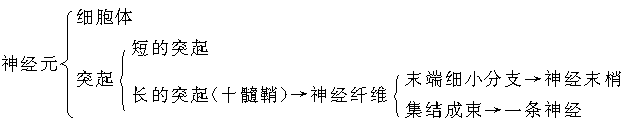 神经元
细胞体
突起
短的突起
长的突起(十髓鞘)→神经纤维
末端细小分支→神经末梢
集结成束→一条神经